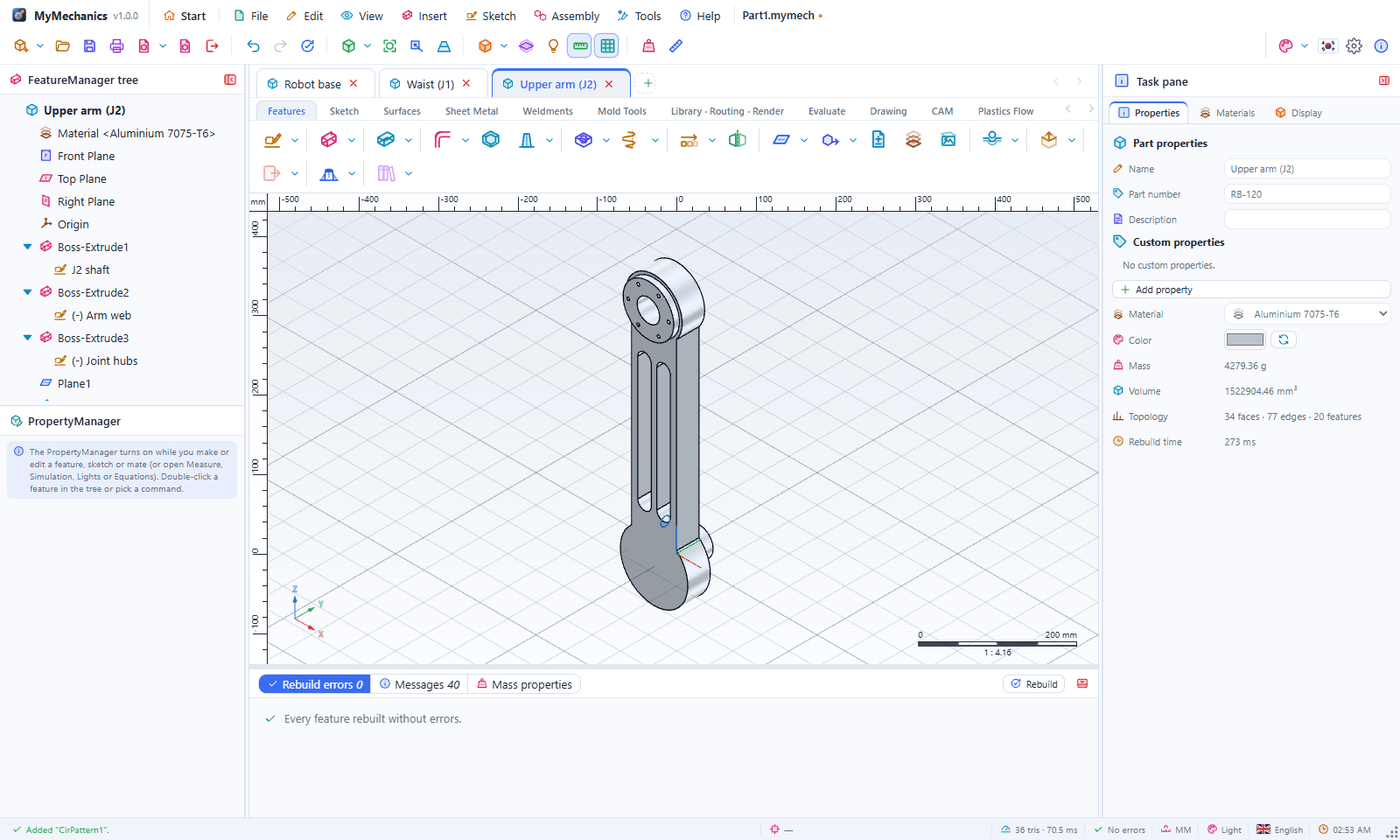 MyMechanics v1.0.0 Start File Edit View Insert Sketch Assembly Tools Help Part1.mymech
FeatureManager tree
Upper arm (J2)
Material <Aluminium 7075-T6>
Front Plane
Top Plane
Right Plane
Origin
Boss-Extrude1
J2 shaft
Boss-Extrude2
(-) Arm web
Boss-Extrude3
(-) Joint hubs
Plane1
PropertyManager
The PropertyManager turns on while you make or
edit a feature, sketch or mate (or open Measure,
Simulation, Lights or Equations). Double-click a
feature in the tree or pick a command.
Robot base Waist (J1) Upper arm (J2)
Features Sketch Surfaces Sheet Metal Weldments Mold Tools Library · Routing · Render Evaluate Drawing CAM Plastics Flow
mm -500 -400 -300 -200 -100 0 100 200 300 400 500
400
300
200
100
0
-100
Z
Y
X
0 200 mm
1 : 4.16
Rebuild errors 0 Messages 40 Mass properties Rebuild
Every feature rebuilt without errors.
Task pane
Properties Materials Display
Part properties
Name Upper arm (J2)
Part number RB-120
Description
Custom properties
No custom properties.
Add property
Material Aluminium 7075-T6
Color
Mass 4279.36 g
Volume 1522904.46 mm³
Topology 34 faces · 77 edges · 20 features
Rebuild time 273 ms
Added "CirPattern1". — 36 tris · 70.5 ms No errors MM Light English 02:53 AM